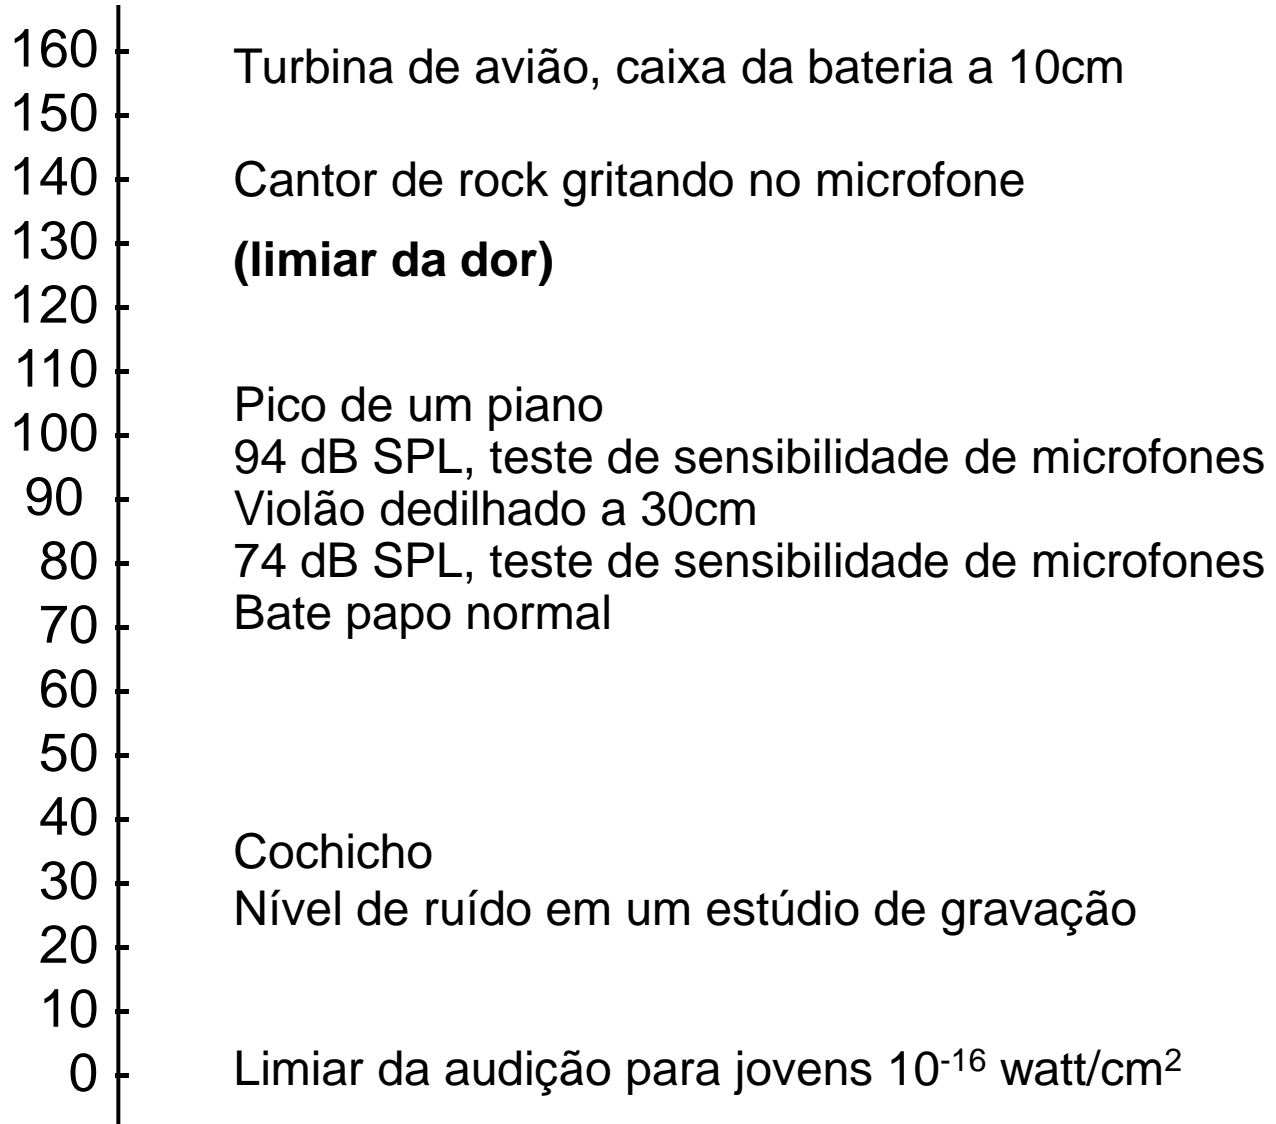 160
Turbina de avião, caixa da bateria a 10cm
150
140
Cantor de rock gritando no microfone
130
(limiar da dor)
120
110
Pico de um piano
100
94 dB SPL, teste de sensibilidade de microfones
90
Violão dedilhado a 30cm
80
74 dB SPL, teste de sensibilidade de microfones
70
Bate papo normal
60
50
40
Cochicho
30
Nível de ruído em um estúdio de gravação
20
10
0
Limiar da audição para jovens 10⁻¹⁶ watt/cm²